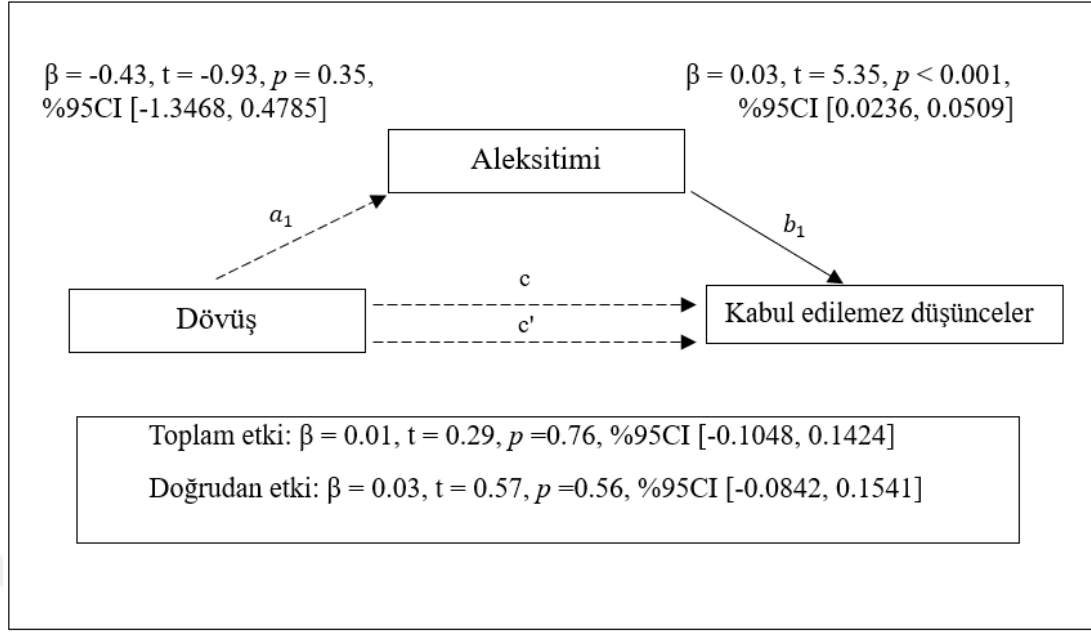 β = -0.43, t = -0.93, p = 0.35,
%95CI [-1.3468, 0.4785]
β = 0.03, t = 5.35, p < 0.001,
%95CI [0.0236, 0.0509]
Aleksitimi
a₁
b₁
c
Dövüş
Kabul edilemez düşünceler
c'
Toplam etki: β = 0.01, t = 0.29, p =0.76, %95CI [-0.1048, 0.1424]
Doğrudan etki: β = 0.03, t = 0.57, p =0.56, %95CI [-0.0842, 0.1541]